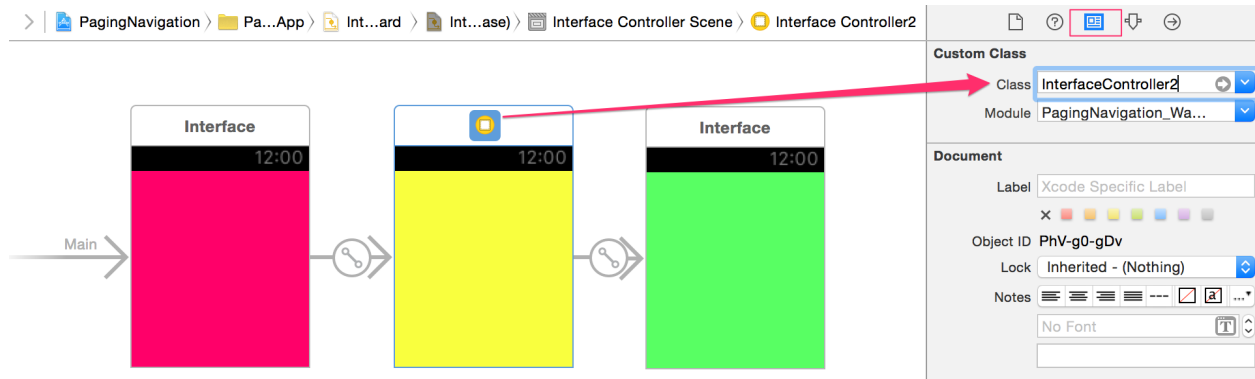 PagingNavigation Pa...App Int...ard Int...ase) Interface Controller Scene Interface Controller2
Custom Class
Class InterfaceController2
Module PagingNavigation_Wa...
Interface
Interface
12:00
12:00
12:00
Main
Document
Label Xcode Specific Label
Object ID PhV-g0-gDv
Lock Inherited - (Nothing)
Notes a ...
No Font T